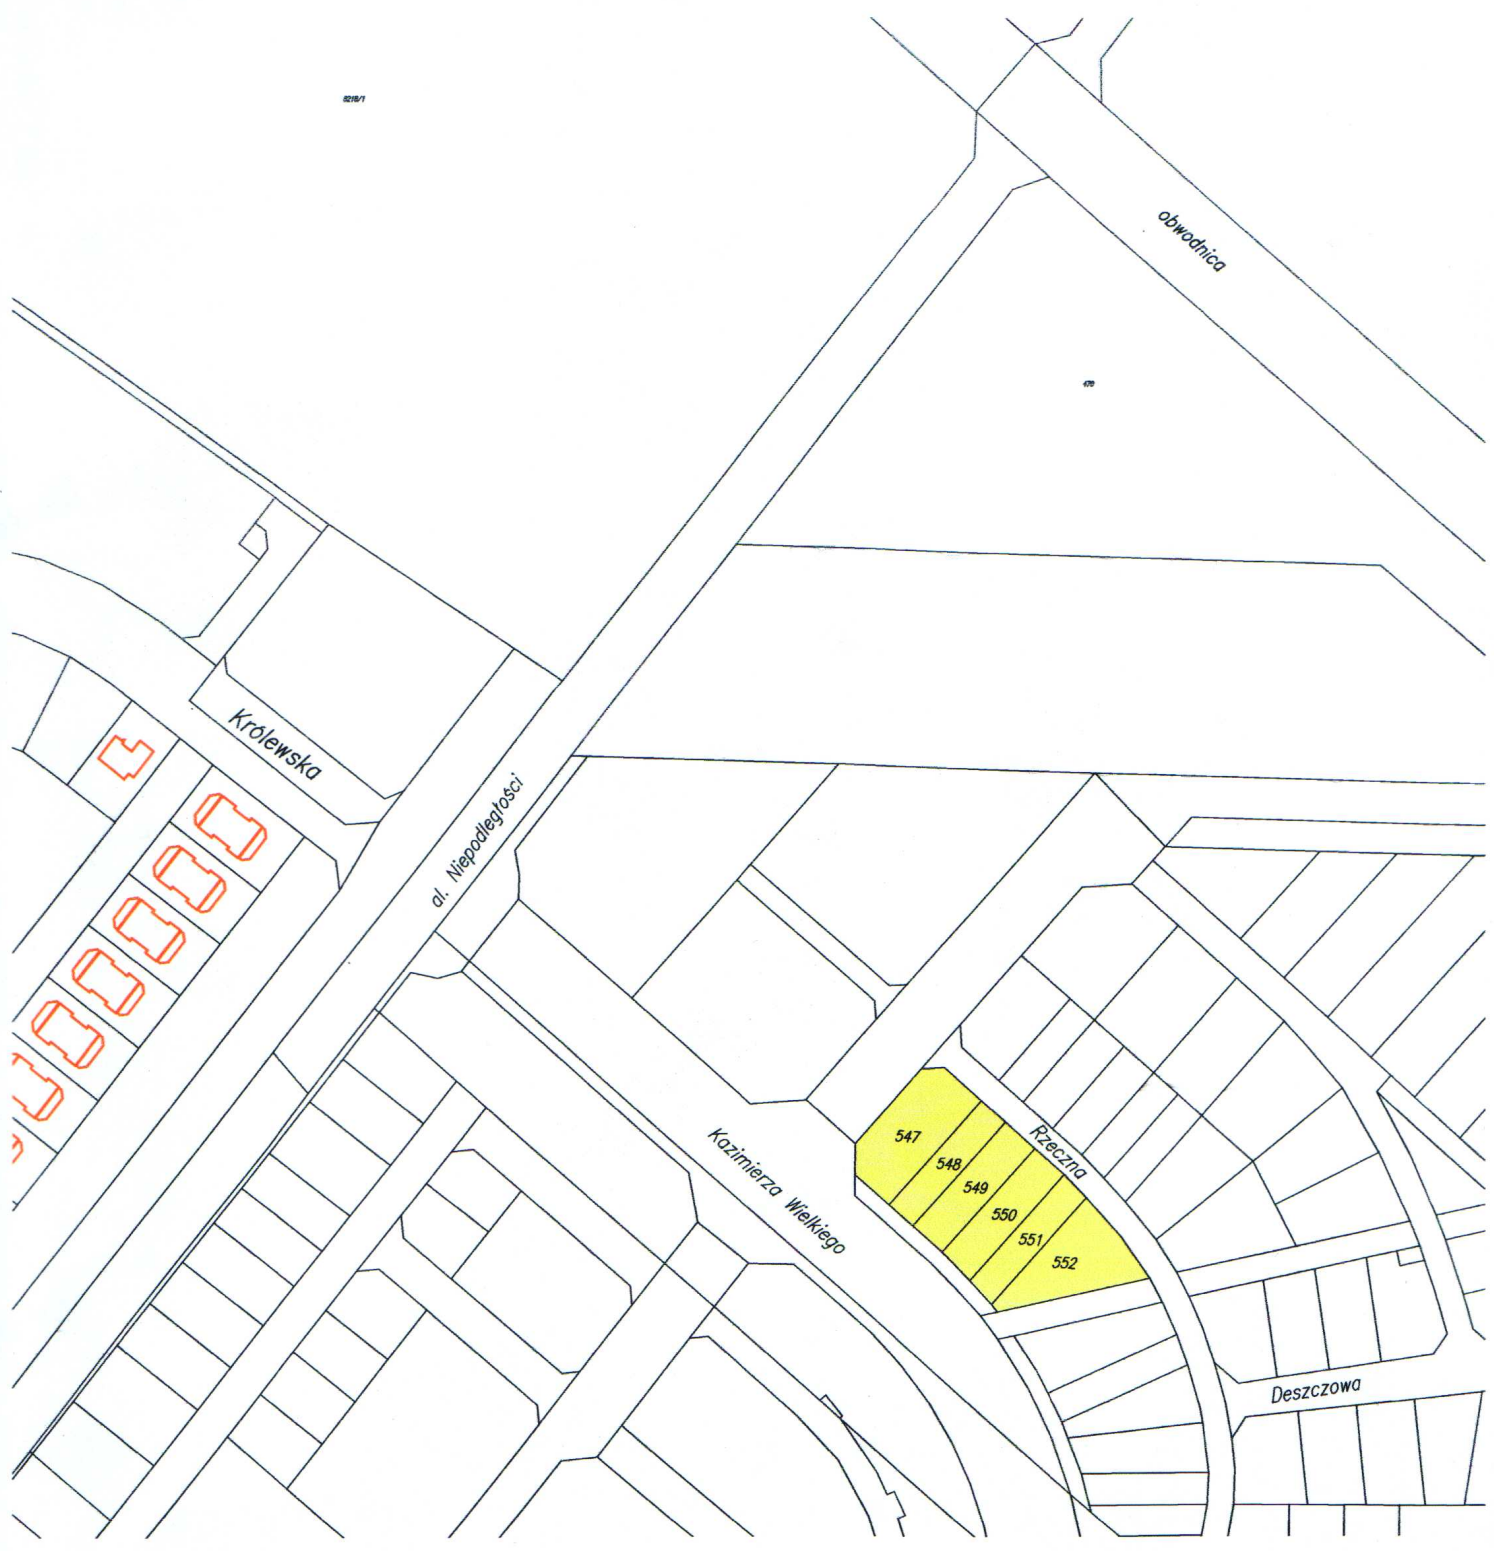 obwodnica
Królewska
al. Niepodległości
Kazimierza Wielkiego
Rzeczna
547
548
549
550
551
552
Deszczowa